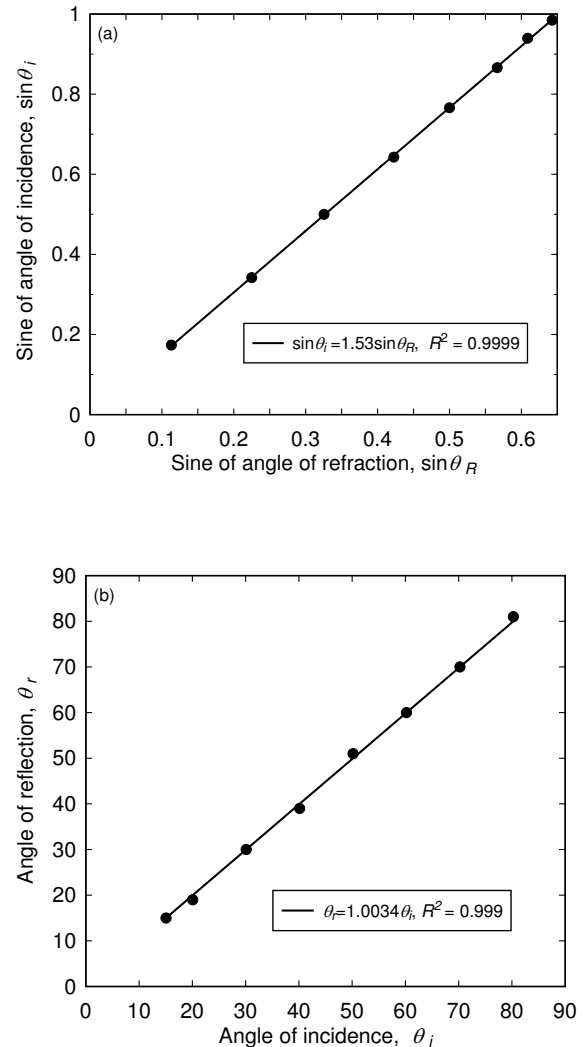 (a)
1
0.8
0.6
0.4
0.2
0
Sine of angle of incidence, sinθi
sinθi=1.53sinθR, R² = 0.9999
0 0.1 0.2 0.3 0.4 0.5 0.6
Sine of angle of refraction, sinθR
(b)
90
80
70
60
50
40
30
20
10
0
Angle of reflection, θr
θr=1.0034θi, R² = 0.999
0 10 20 30 40 50 60 70 80 90
Angle of incidence, θi